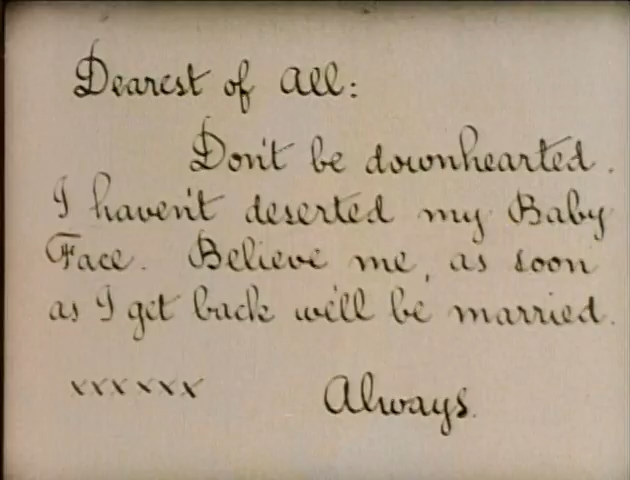 Dearest of all:
Don't be downhearted.
I haven't deserted my Baby
Face. Believe me, as soon
as I get back we'll be married.
xxxxxx Always.